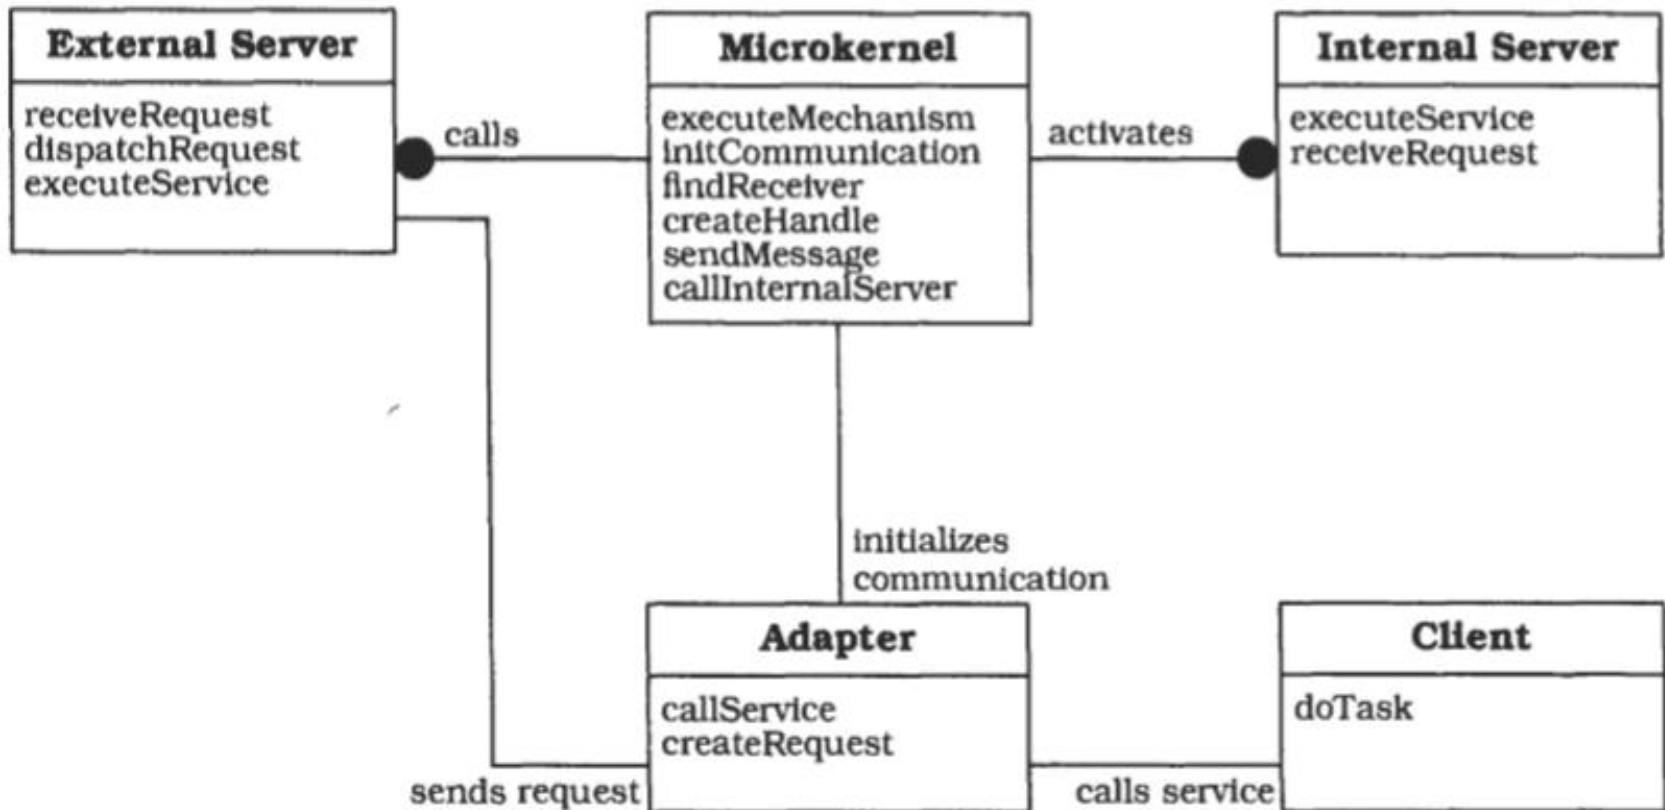 External Server
receiveRequest
dispatchRequest
executeService
calls
Microkernel
executeMechanism
initCommunication
findReceiver
createHandle
sendMessage
callInternalServer
activates
Internal Server
executeService
receiveRequest
initializes
communication
Adapter
callService
createRequest
sends request
calls service
Client
doTask